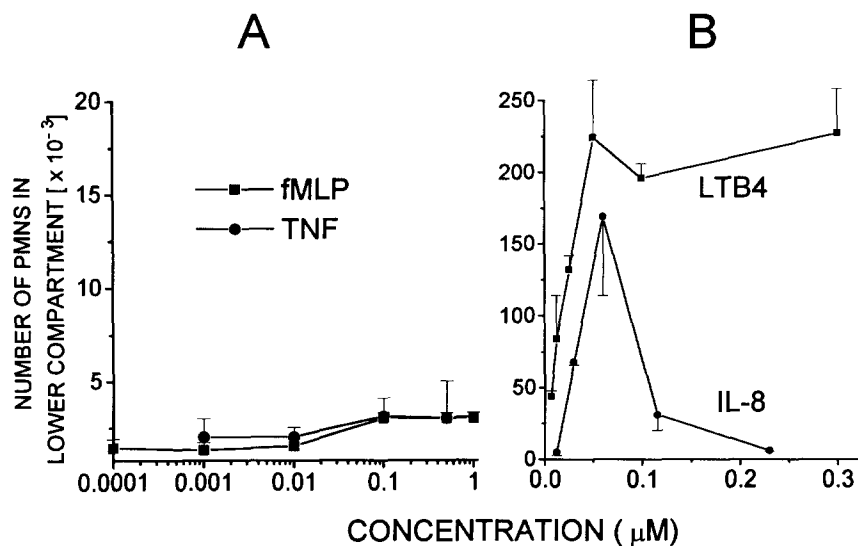 A
B
NUMBER OF PMNS IN
LOWER COMPARTMENT [ x 10⁻³ ]
20
15
10
5
fMLP
TNF
0.0001
0.001
0.01
0.1
1
250
200
150
100
50
0
LTB4
IL-8
0.0
0.1
0.2
0.3
CONCENTRATION ( μM)